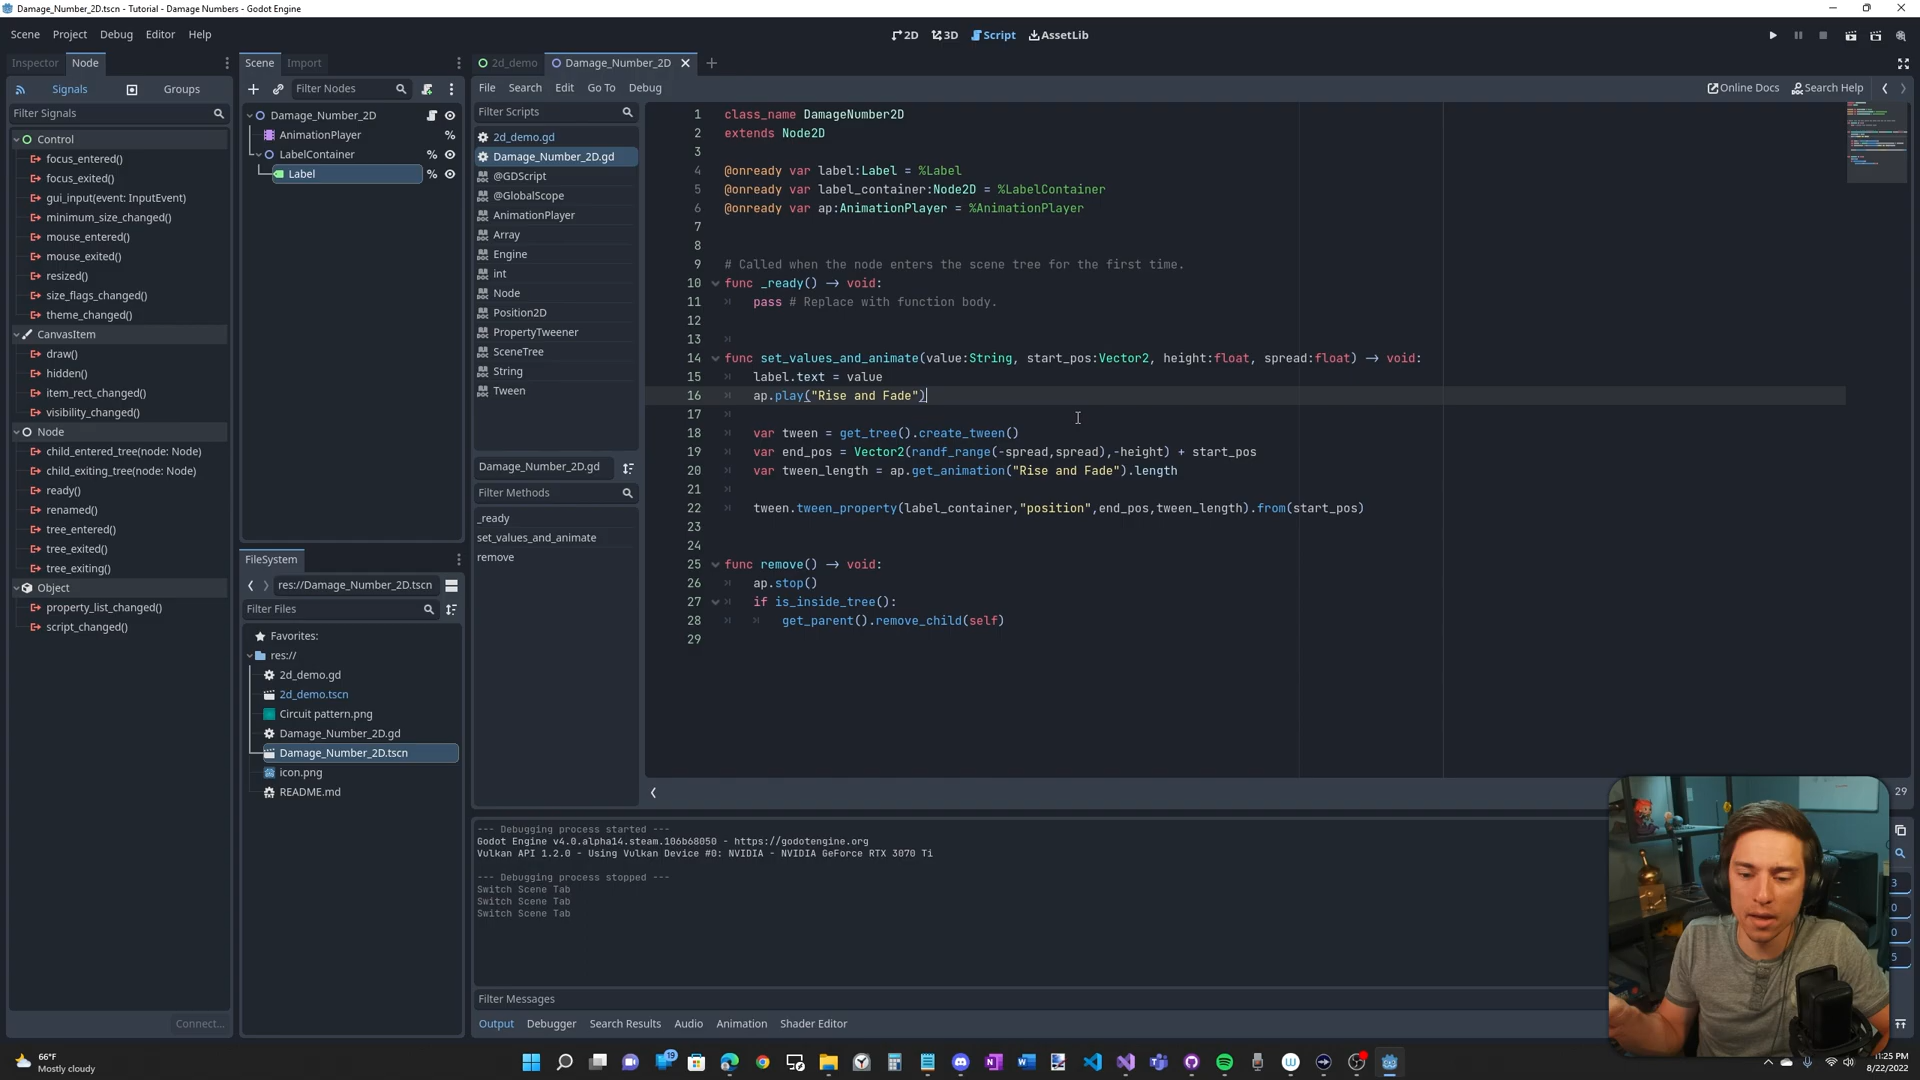 Damage_Number_2D.tscn - Tutorial - Damage Numbers - Godot Engine
Scene Project Debug Editor Help
2D 3D Script AssetLib
Inspector Node
Signals Groups
Filter Signals
Control
focus_entered()
focus_exited()
gui_input(event: InputEvent)
minimum_size_changed()
mouse_entered()
mouse_exited()
resized()
size_flags_changed()
theme_changed()
CanvasItem
draw()
hidden()
item_rect_changed()
visibility_changed()
Node
child_entered_tree(node: Node)
child_exiting_tree(node: Node)
ready()
renamed()
tree_entered()
tree_exited()
tree_exiting()
Object
property_list_changed()
script_changed()
Connect...
Scene Import
Filter Nodes
Damage_Number_2D
AnimationPlayer %
LabelContainer %
Label %
FileSystem
res://Damage_Number_2D.tscn
Filter Files
Favorites:
res://
2d_demo.gd
2d_demo.tscn
Circuit pattern.png
Damage_Number_2D.gd
Damage_Number_2D.tscn
icon.png
README.md
2d_demo Damage_Number_2D
File Search Edit Go To Debug
Online Docs Search Help
Filter Scripts
2d_demo.gd
Damage_Number_2D.gd
@GDScript
@GlobalScope
AnimationPlayer
Array
Engine
int
Node
Position2D
PropertyTweener
SceneTree
String
Tween
Damage_Number_2D.gd
Filter Methods
_ready
set_values_and_animate
remove
1 class_name DamageNumber2D
2 extends Node2D
3
4 @onready var label:Label = %Label
5 @onready var label_container:Node2D = %LabelContainer
6 @onready var ap:AnimationPlayer = %AnimationPlayer
7
8
9 # Called when the node enters the scene tree for the first time.
10 func _ready() -> void:
11 pass # Replace with function body.
12
13
14 func set_values_and_animate(value:String, start_pos:Vector2, height:float, spread:float) -> void:
15 label.text = value
16 ap.play("Rise and Fade")
17
18 var tween = get_tree().create_tween()
19 var end_pos = Vector2(randf_range(-spread,spread),-height) + start_pos
20 var tween_length = ap.get_animation("Rise and Fade").length
21
22 tween.tween_property(label_container,"position",end_pos,tween_length).from(start_pos)
23
24
25 func remove() -> void:
26 ap.stop()
27 if is_inside_tree():
28 get_parent().remove_child(self)
29
29
--- Debugging process started ---
Godot Engine v4.0.alpha14.steam.106b68050 - https://godotengine.org
Vulkan API 1.2.0 - Using Vulkan Device #0: NVIDIA - NVIDIA GeForce RTX 3070 Ti
--- Debugging process stopped ---
Switch Scene Tab
Switch Scene Tab
Switch Scene Tab
3
0
0
5
Filter Messages
Output Debugger Search Results Audio Animation Shader Editor
66°F
Mostly cloudy
19
11:25 PM
8/22/2022